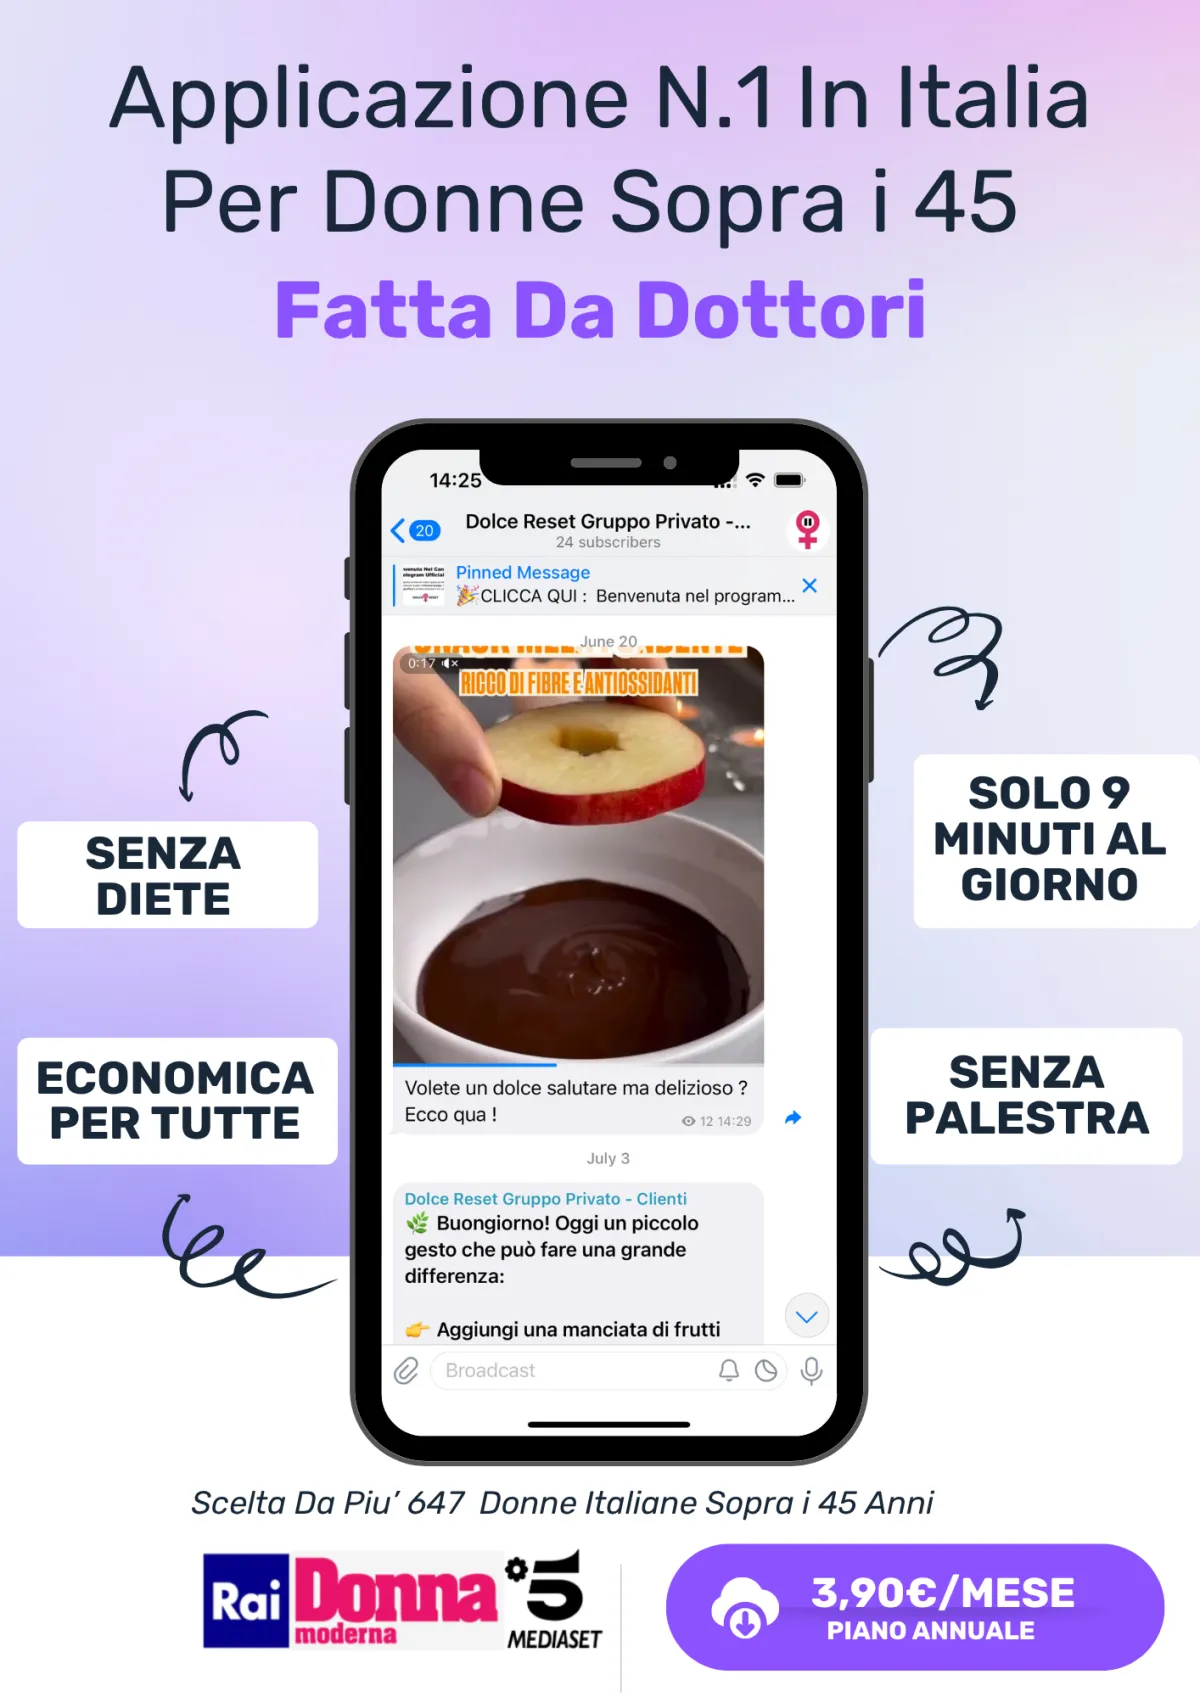 Applicazione N.1 In Italia
Per Donne Sopra i 45
Fatta Da Dottori
14:25
20
Dolce Reset Gruppo Privato -...
24 subscribers
Pinned Message
🎉CLICCA QUI : Benvenuta nel program...
June 20
0:17
RICCO DI FIBRE E ANTIOSSIDANTI
Volete un dolce salutare ma delizioso ?
Ecco qua !
12 14:29
July 3
Dolce Reset Gruppo Privato - Clienti
🌿 Buongiorno! Oggi un piccolo
gesto che può fare una grande
differenza:
👉 Aggiungi una manciata di frutti
Broadcast
SENZA
DIETE
SOLO 9
MINUTI AL
GIORNO
ECONOMICA
PER TUTTE
SENZA
PALESTRA
Scelta Da Piu’ 647 Donne Italiane Sopra i 45 Anni
Rai
Donna
moderna
5
MEDIASET
3,90€/MESE
PIANO ANNUALE